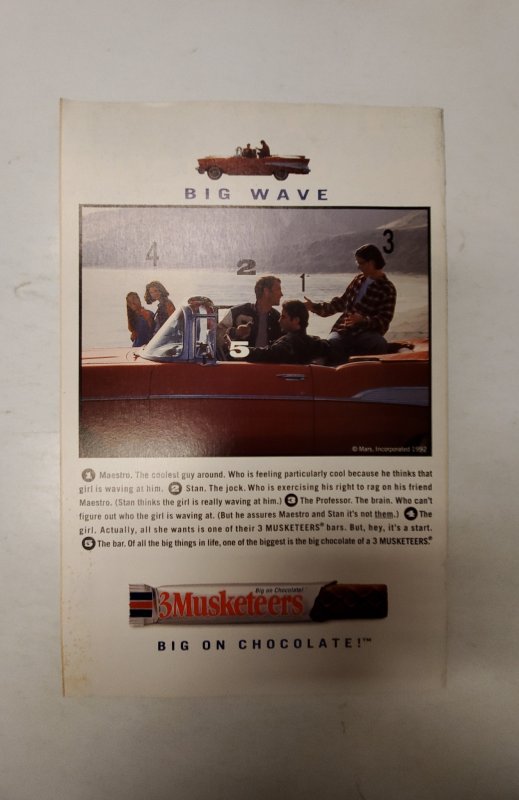 BIG WAVE
4
2
1
3
5
© Mars, Incorporated 1992
1 Maestro. The coolest guy around. Who is feeling particularly cool because he thinks that
girl is waving at him. 2 Stan. The jock. Who is exercising his right to rag on his friend
Maestro. (Stan thinks the girl is really waving at him.) 3 The Professor. The brain. Who can't
figure out who the girl is waving at. (But he assures Maestro and Stan it's not them.) 4 The
girl. Actually, all she wants is one of their 3 MUSKETEERS® bars. But, hey, it's a start.
5 The bar. Of all the big things in life, one of the biggest is the big chocolate of a 3 MUSKETEERS.®
Big on Chocolate!
3Musketeers
BIG ON CHOCOLATE!™